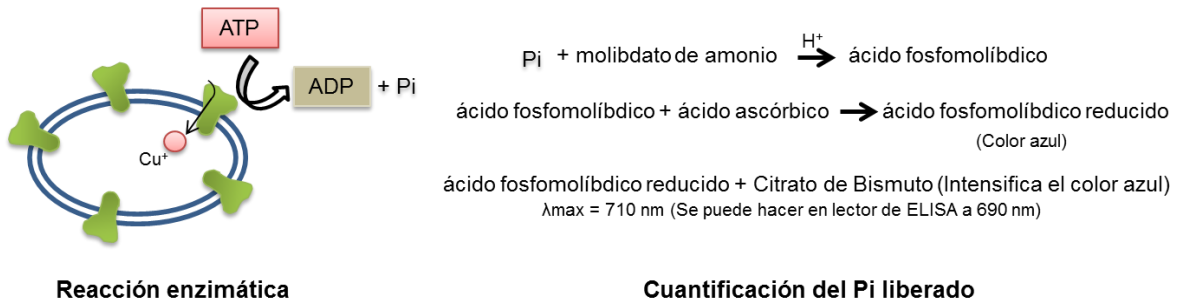 ATP
ADP + Pi
Cu⁺
Reacción enzimática
Pi + molibdato de amonio H⁺ → ácido fosfomolíbdico
ácido fosfomolíbdico + ácido ascórbico → ácido fosfomolíbdico reducido
(Color azul)
ácido fosfomolíbdico reducido + Citrato de Bismuto (Intensifica el color azul)
λmax = 710 nm (Se puede hacer en lector de ELISA a 690 nm)
Cuantificación del Pi liberado